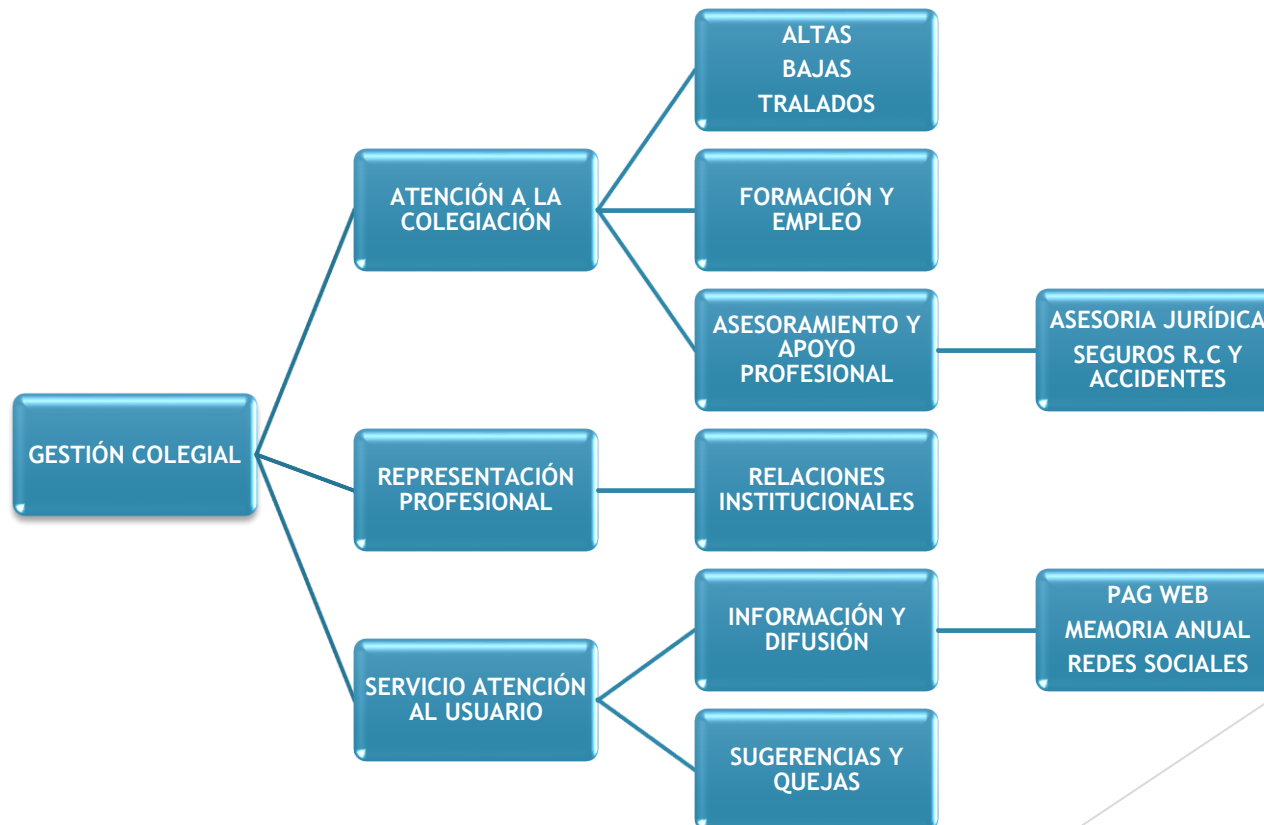 GESTIÓN COLEGIAL
ATENCIÓN A LA
COLEGIACIÓN
ALTAS
BAJAS
TRALADOS
FORMACIÓN Y
EMPLEO
ASESORAMIENTO Y
APOYO
PROFESIONAL
ASESORIA JURÍDICA
SEGUROS R.C Y
ACCIDENTES
REPRESENTACIÓN
PROFESIONAL
RELACIONES
INSTITUCIONALES
SERVICIO ATENCIÓN
AL USUARIO
INFORMACIÓN Y
DIFUSIÓN
PAG WEB
MEMORIA ANUAL
REDES SOCIALES
SUGERENCIAS Y
QUEJAS